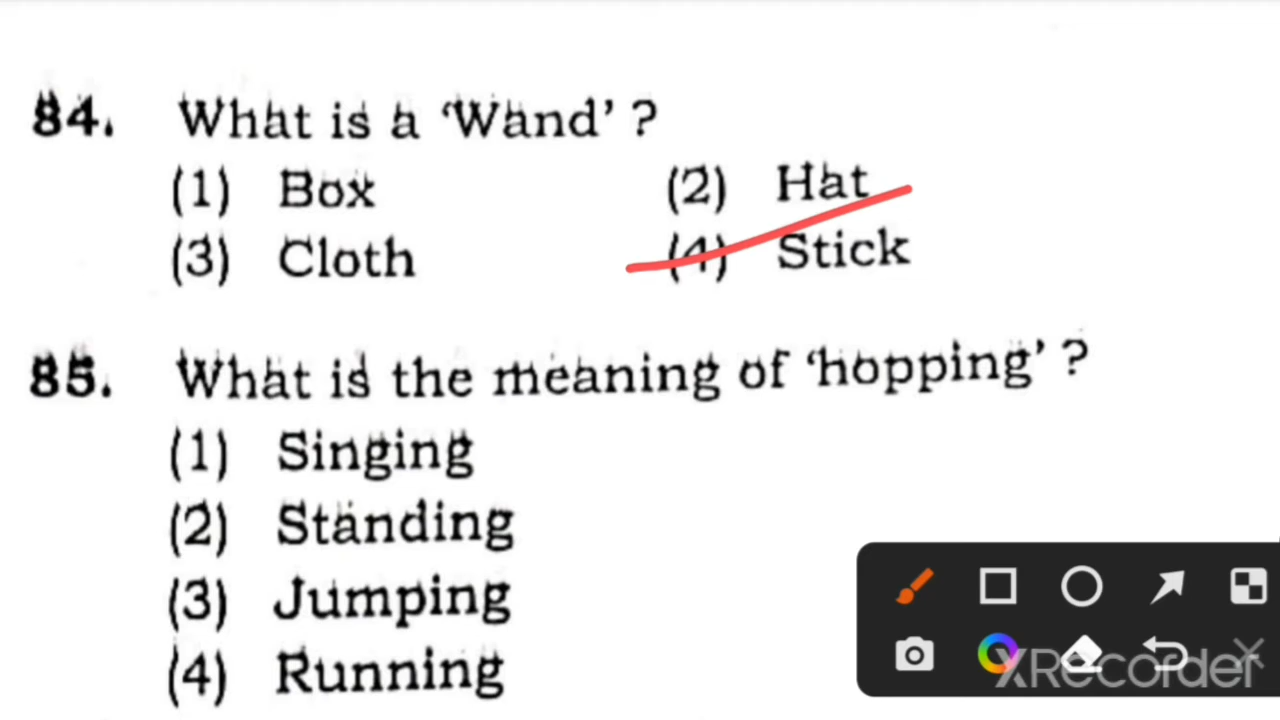 84. What is a 'Wand' ?
(1) Box (2) Hat
(3) Cloth (4) Stick
85. What is the meaning of 'hopping' ?
(1) Singing
(2) Standing
(3) Jumping
(4) Running
XRecorder